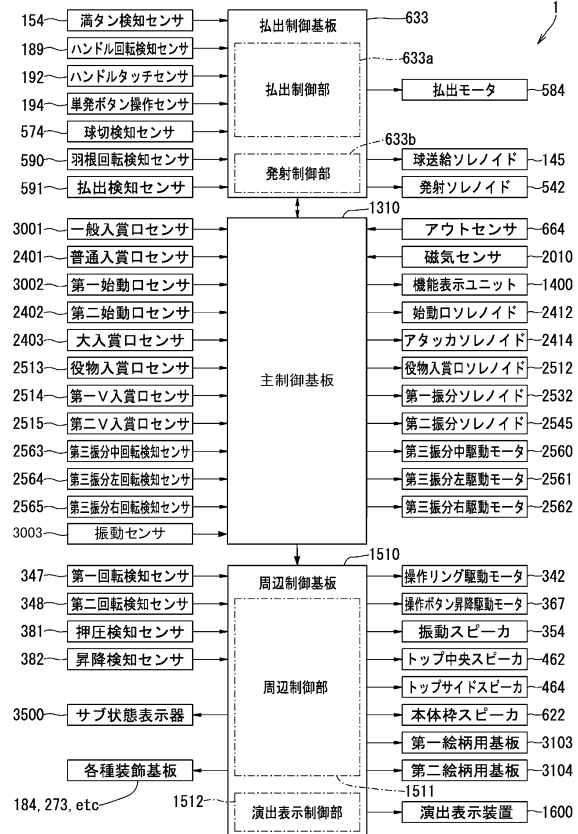 1
154 満タン検知センサ
189 ハンドル回転検知センサ
192 ハンドルタッチセンサ
194 単発ボタン操作センサ
574 球切検知センサ
590 羽根回転検知センサ
591 払出検知センサ
払出制御基板 633
633a
払出制御部
633b
発射制御部
払出モータ 584
球送給ソレノイド 145
発射ソレノイド 542
1310
主制御基板
3001 一般入賞口センサ
2401 普通入賞口センサ
3002 第一始動口センサ
2402 第二始動口センサ
2403 大入賞口センサ
2513 役物入賞口センサ
2514 第一V入賞口センサ
2515 第二V入賞口センサ
2563 第三振分中回転検知センサ
2564 第三振分左回転検知センサ
2565 第三振分右回転検知センサ
3003 振動センサ
アウトセンサ 664
磁気センサ 2010
機能表示ユニット 1400
始動口ソレノイド 2412
アタッカソレノイド 2414
役物入賞口ソレノイド 2512
第一振分ソレノイド 2532
第二振分ソレノイド 2545
第三振分中駆動モータ 2560
第三振分左駆動モータ 2561
第三振分右駆動モータ 2562
1510
周辺制御基板
周辺制御部
1511
1512 演出表示制御部
347 第一回転検知センサ
348 第二回転検知センサ
381 押圧検知センサ
382 昇降検知センサ
3500 サブ状態表示器
各種装飾基板
184, 273, etc
操作リング駆動モータ 342
操作ボタン昇降駆動モータ 367
振動スピーカ 354
トップ中央スピーカ 462
トップサイドスピーカ 464
本体枠スピーカ 622
第一絵柄用基板 3103
第二絵柄用基板 3104
演出表示装置 1600